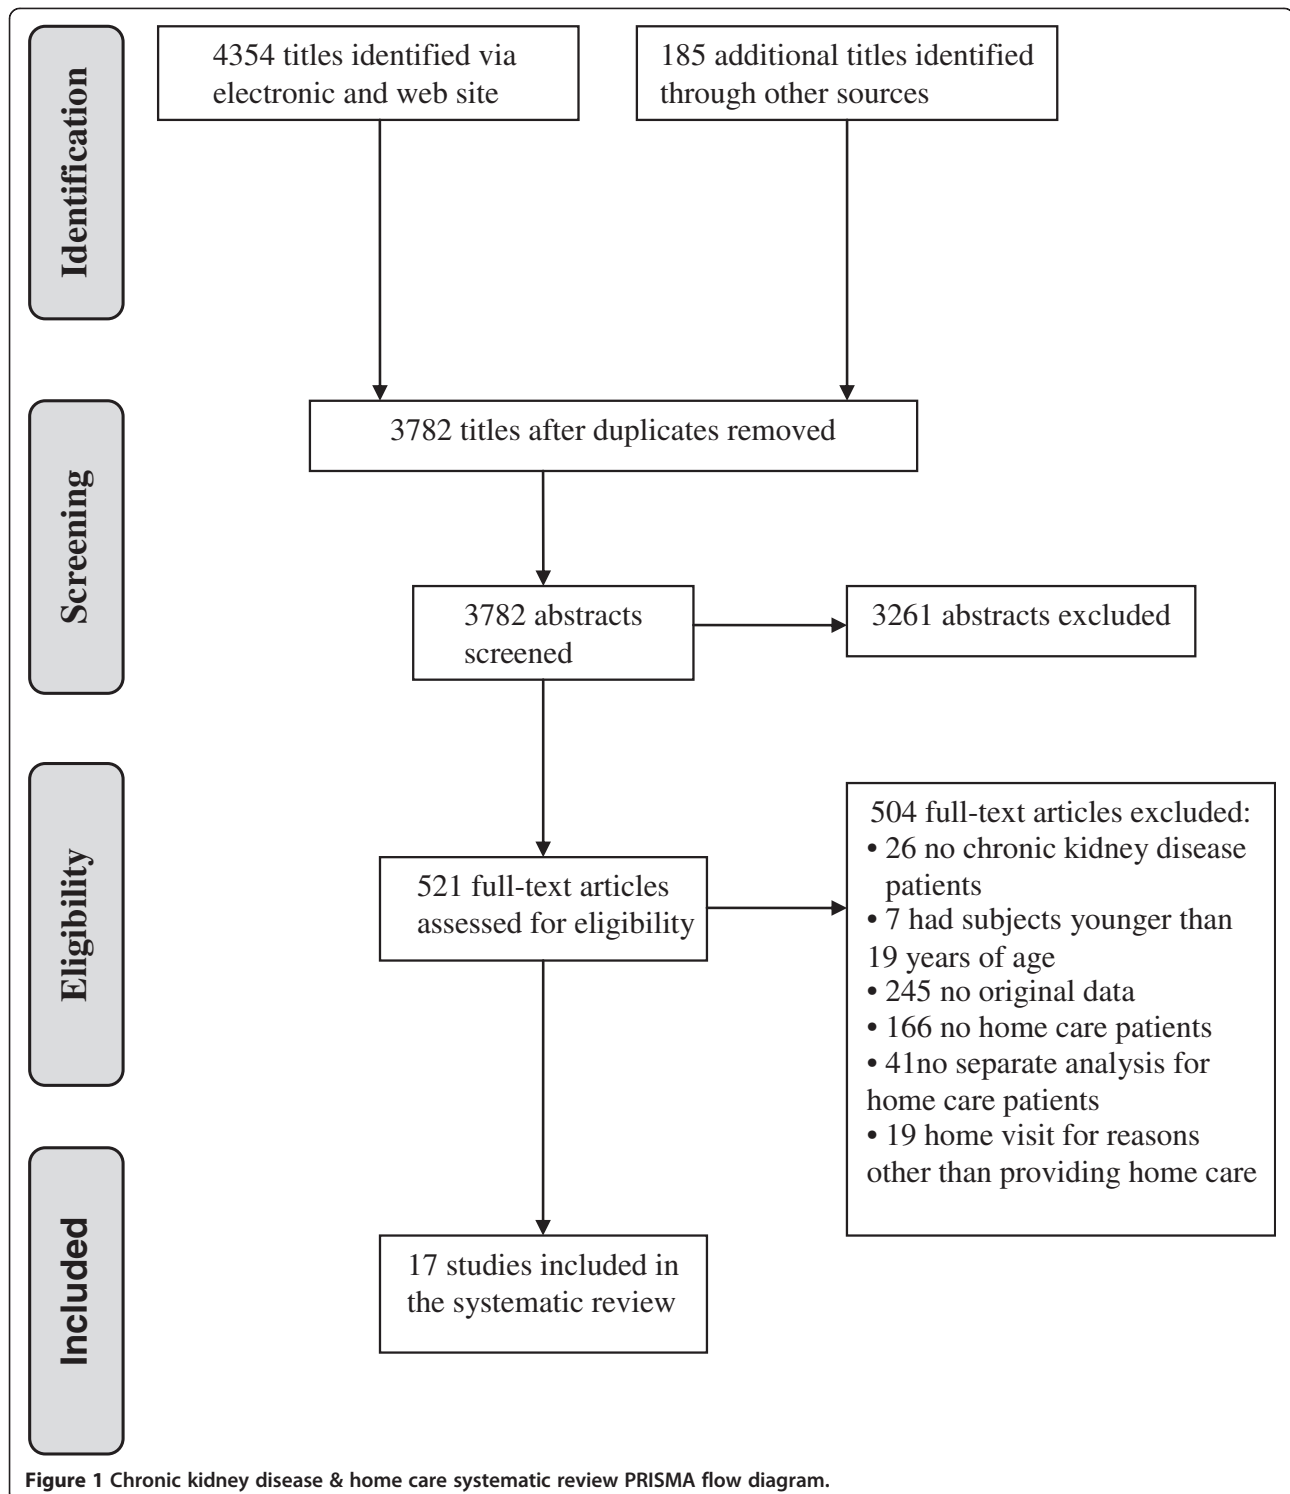 Identification
4354 titles identified via
electronic and web site
185 additional titles identified
through other sources
Screening
3782 titles after duplicates removed
3782 abstracts
screened
3261 abstracts excluded
Eligibility
521 full-text articles
assessed for eligibility
504 full-text articles excluded:
• 26 no chronic kidney disease
patients
• 7 had subjects younger than
19 years of age
• 245 no original data
• 166 no home care patients
• 41no separate analysis for
home care patients
• 19 home visit for reasons
other than providing home care
Included
17 studies included in
the systematic review
Figure 1 Chronic kidney disease & home care systematic review PRISMA flow diagram.